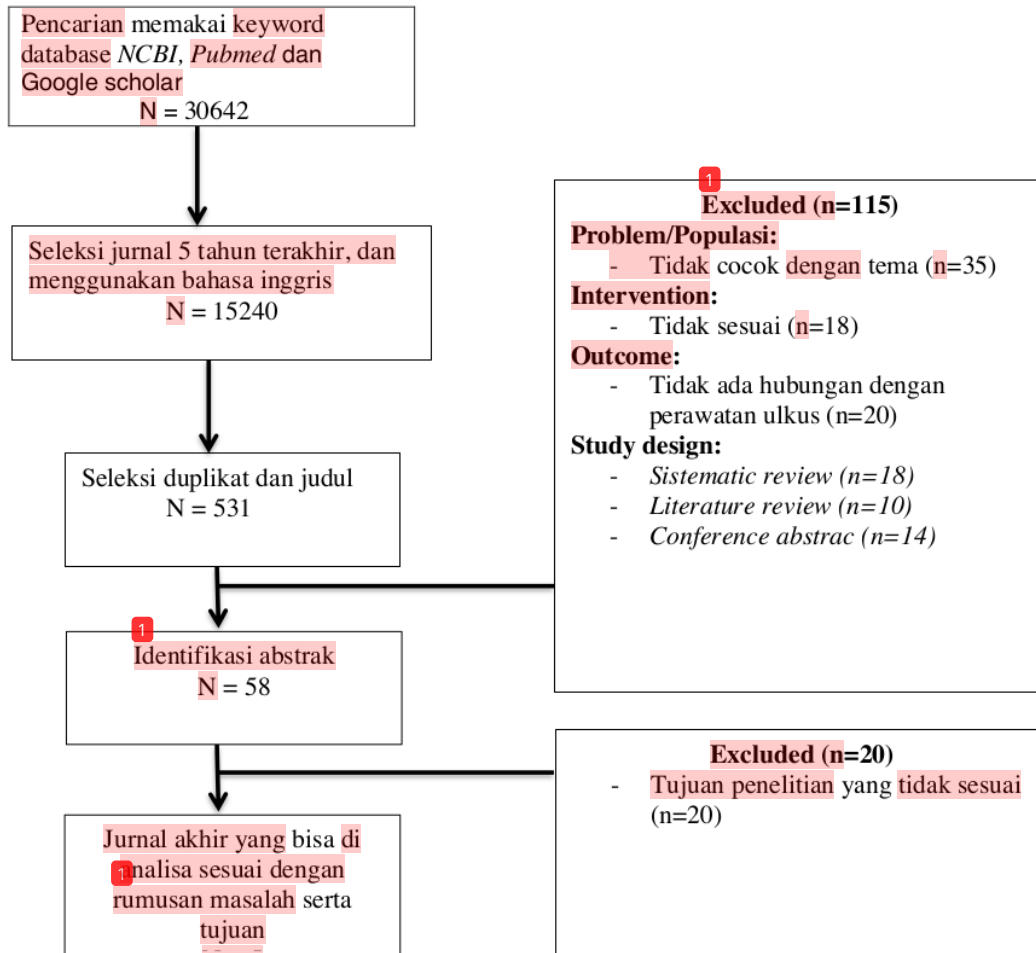 Pencarian memakai keyword
database NCBI, Pubmed dan
Google scholar
N = 30642
Seleksi jurnal 5 tahun terakhir, dan
menggunakan bahasa inggris
N = 15240
Seleksi duplikat dan judul
N = 531
1
Excluded (n=115)
Problem/Populasi:
- Tidak cocok dengan tema (n=35)
Intervention:
- Tidak sesuai (n=18)
Outcome:
- Tidak ada hubungan dengan
perawatan ulkus (n=20)
Study design:
- Sistematic review (n=18)
- Literature review (n=10)
- Conference abstrac (n=14)
1
Identifikasi abstrak
N = 58
Excluded (n=20)
- Tujuan penelitian yang tidak sesuai
(n=20)
Jurnal akhir yang bisa di
1
analisa sesuai dengan
rumusan masalah serta
tujuan